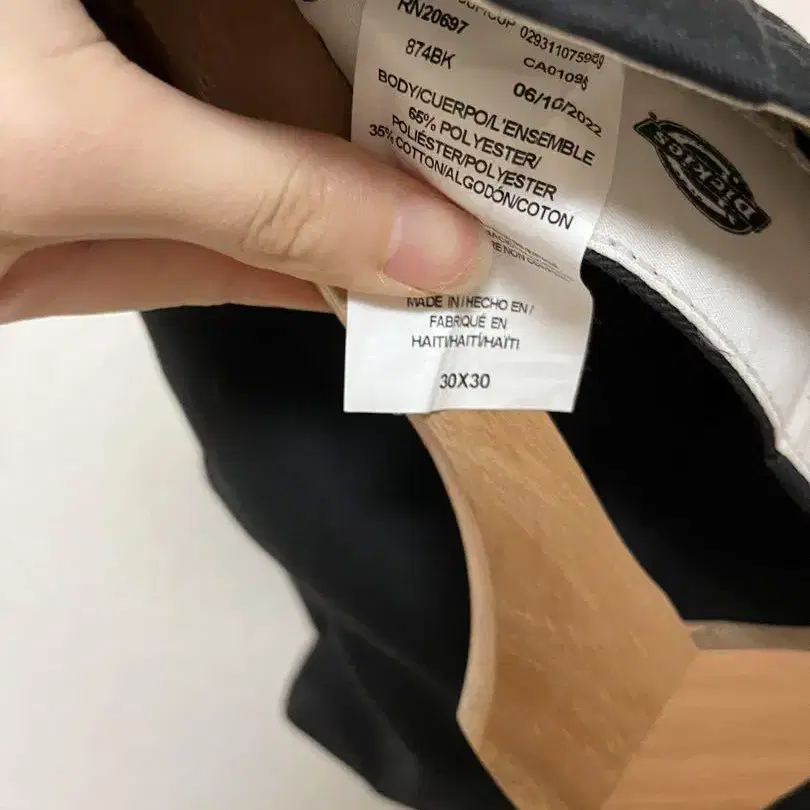 RN20697
874BK
CA01096
06/10/2022
BODY/CUERPO/L'ENSEMBLE
65% POLYESTER/
POLIÉSTER/POLYESTER
35% COTTON/ALGODÓN/COTON
MADE IN/HECHO EN/
FABRIQUÉ EN
HAITI/HAITÍ/HAÏTI
30X30
Dickies